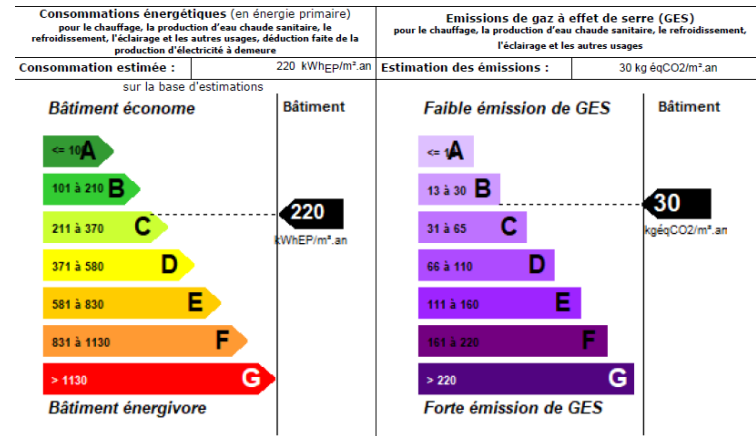 Consommations énergétiques (en énergie primaire)
pour le chauffage, la production d'eau chaude sanitaire, le
refroidissement, l'éclairage et les autres usages, déduction faite de la
production d'électricité à demeure
Consommation estimée : 220 kWhEP/m².an
sur la base d'estimations
Bâtiment économe Bâtiment
A
101 à 210 B
220
211 à 370 C
kWhEP/m².an
371 à 580 D
581 à 830 E
831 à 1130 F
> 1130 G
Bâtiment énergivore
Emissions de gaz à effet de serre (GES)
pour le chauffage, la production d'eau chaude sanitaire, le refroidissement,
l'éclairage et les autres usages
Estimation des émissions : 30 kg éqCO2/m².an
Faible émission de GES Bâtiment
A
13 à 30 B
30
31 à 65 C
kgéqCO2/m².an
66 à 110 D
111 à 160 E
161 à 220 F
> 220 G
Forte émission de GES